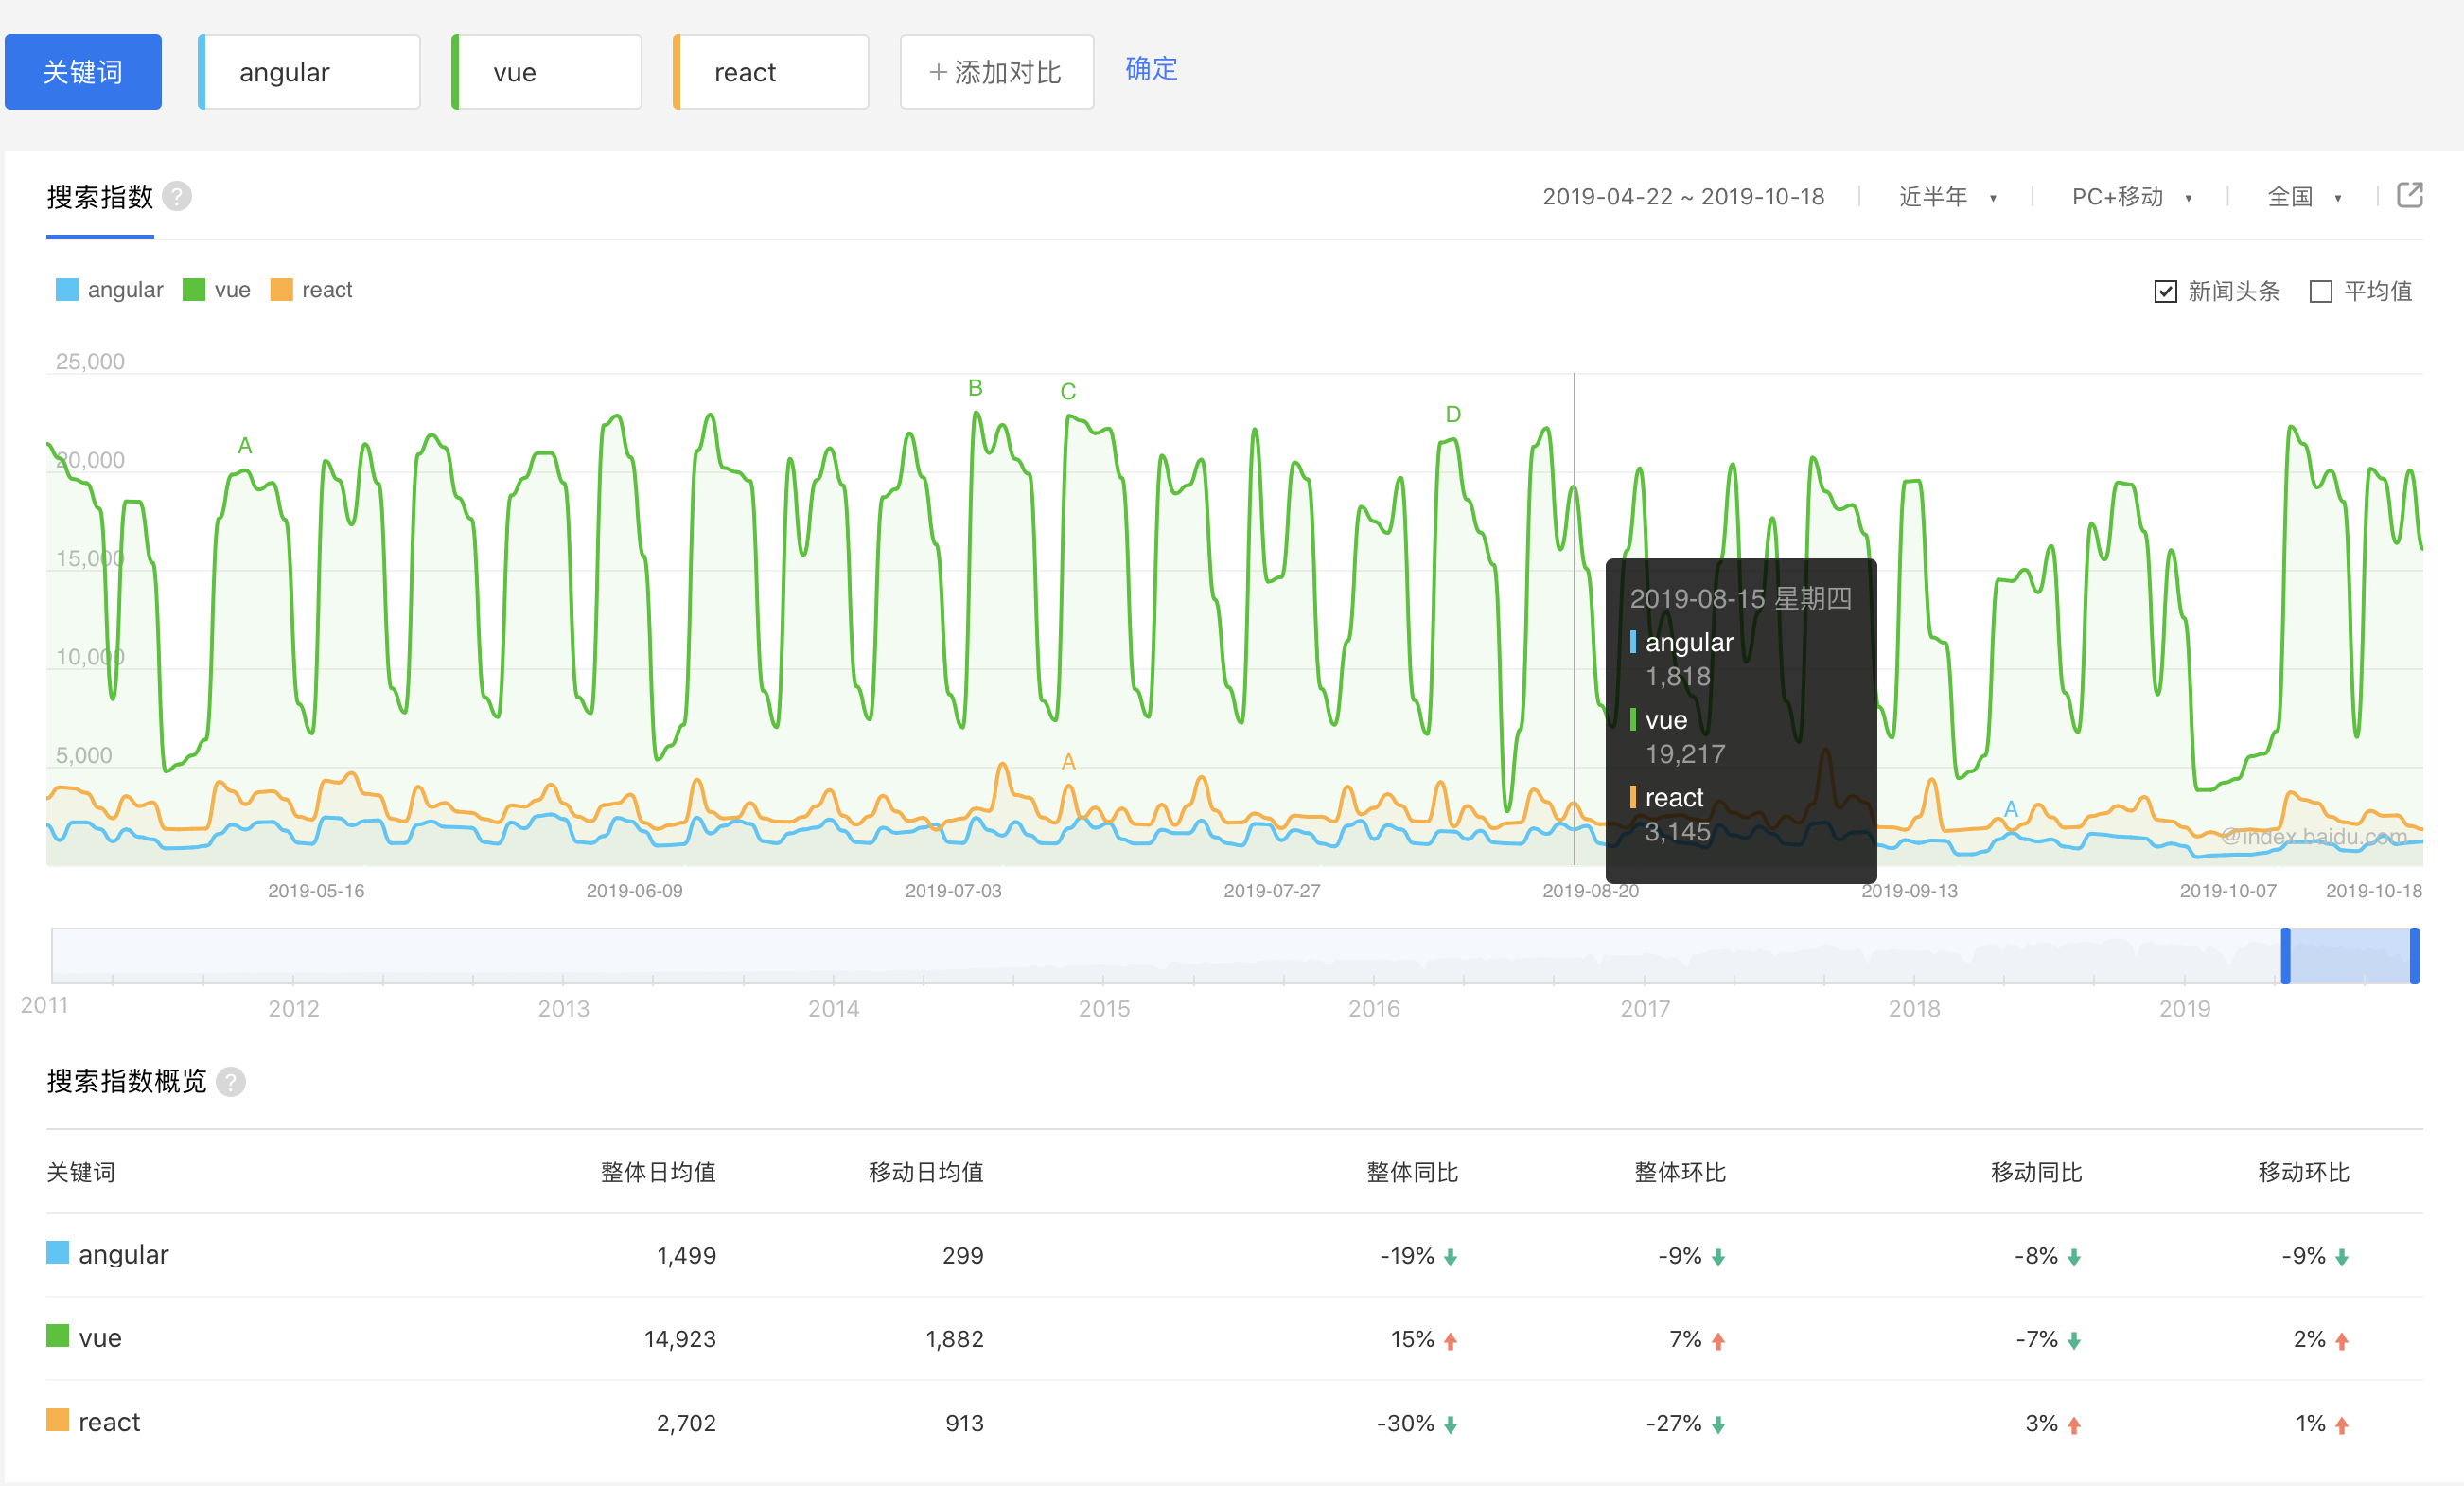 关键词 angular vue react + 添加对比 确定
搜索指数 ? 2019-04-22 ~ 2019-10-18 近半年 PC+移动 全国
angular vue react 新闻头条 平均值
25,000
20,000
15,000
10,000
5,000
A
B
C
D
A
A
2019-08-15 星期四
angular
1,818
vue
19,217
react
3,145
@index.baidu.com
2019-05-16 2019-06-09 2019-07-03 2019-07-27 2019-08-20 2019-09-13 2019-10-07 2019-10-18
2011 2012 2013 2014 2015 2016 2017 2018 2019
搜索指数概览 ?
关键词 整体日均值 移动日均值 整体同比 整体环比 移动同比 移动环比
angular 1,499 299 -19% -9% -8% -9%
vue 14,923 1,882 15% 7% -7% 2%
react 2,702 913 -30% -27% 3% 1%